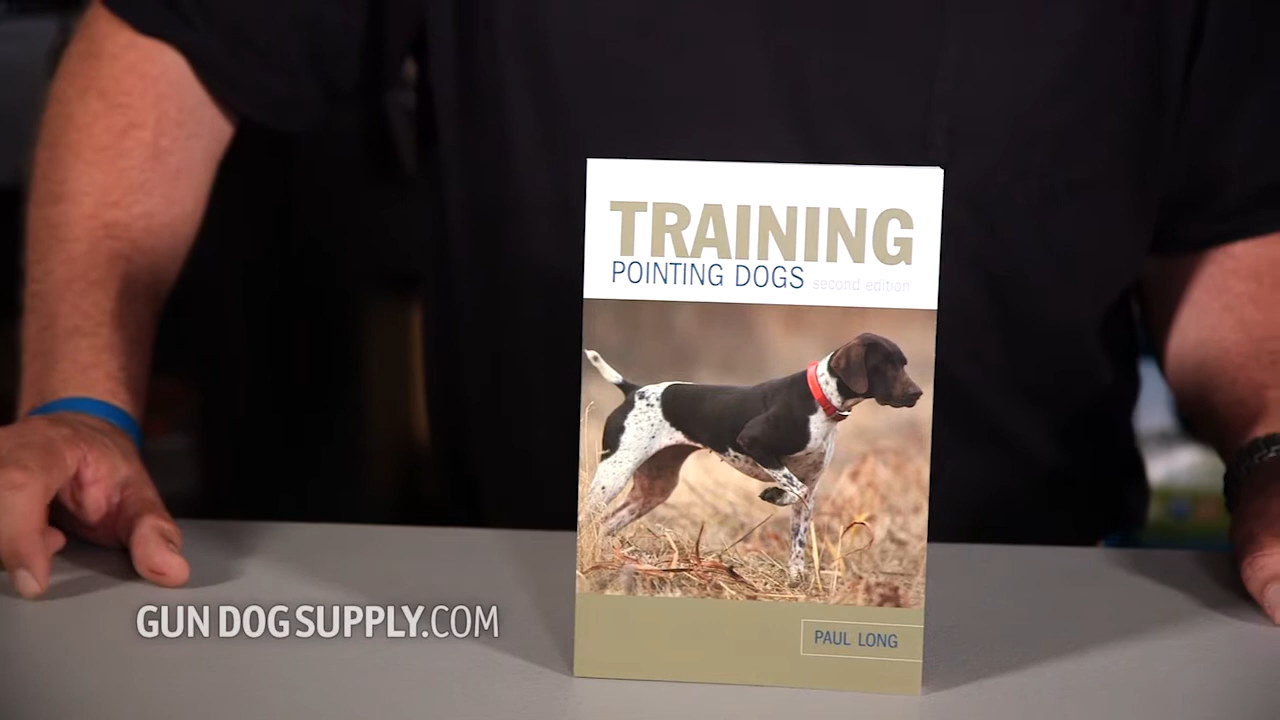 TRAINING
POINTING DOGS second edition
PAUL LONG
GUN DOG SUPPLY.COM